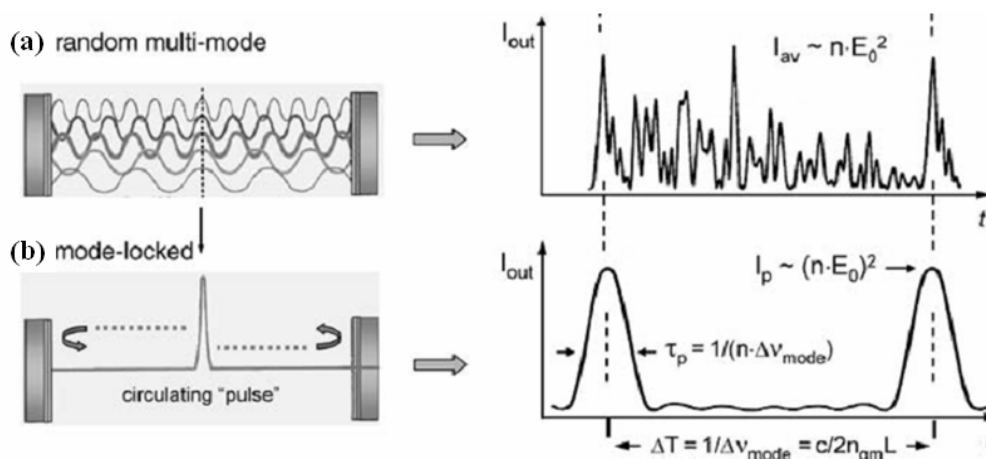 (a) random multi-mode
I_out
I_av ~ n·E_0^2
t
(b) mode-locked
circulating "pulse"
I_out
I_p ~ (n·E_0)^2
τ_p = 1/(n·Δν_mode)
ΔT = 1/Δν_mode = c/2n_gm L